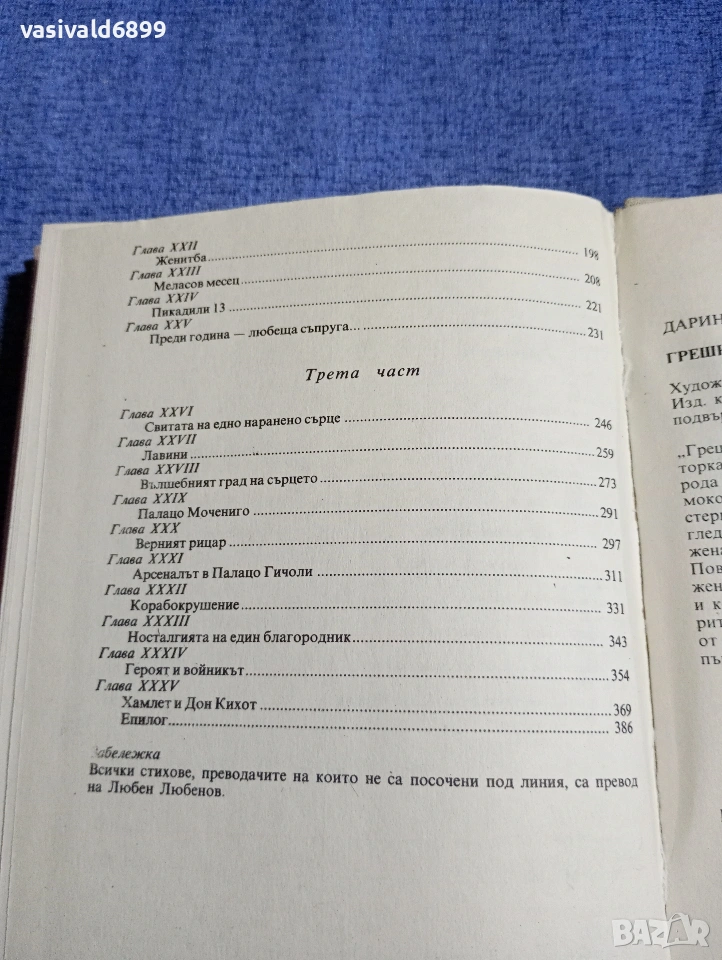 vasivald6899
Глава XXII
Женитба 198
Глава XXIII
Меласов месец 208
Глава XXIV
Пикадили 13 221
Глава XXV
Преди година — любеща съпруга... 231
Трета част
Глава XXVI
Свитата на едно наранено сърце 246
Глава XXVII
Лавини 259
Глава XXVIII
Вълшебният град на сърцето 273
Глава XXIX
Палацо Мочениго 291
Глава XXX
Верният рицар 297
Глава XXXI
Арсеналът в Палацо Гичоли 311
Глава XXXII
Корабокрушение 331
Глава XXXIII
Носталгията на един благородник 343
Глава XXXIV
Героят и войникът 354
Глава XXXV
Хамлет и Дон Кихот 369
Епилог 386
Забележка
Всички стихове, преводачите на които не са посочени под линия, са превод
на Любен Любенов.
ДАРИН
ГРЕШН
Худож
Изд. к
подвър
„Грец
торка
рода
моко
стер
глед
жена
Пов
жен
и к
рит
от
пъ
BAZAR